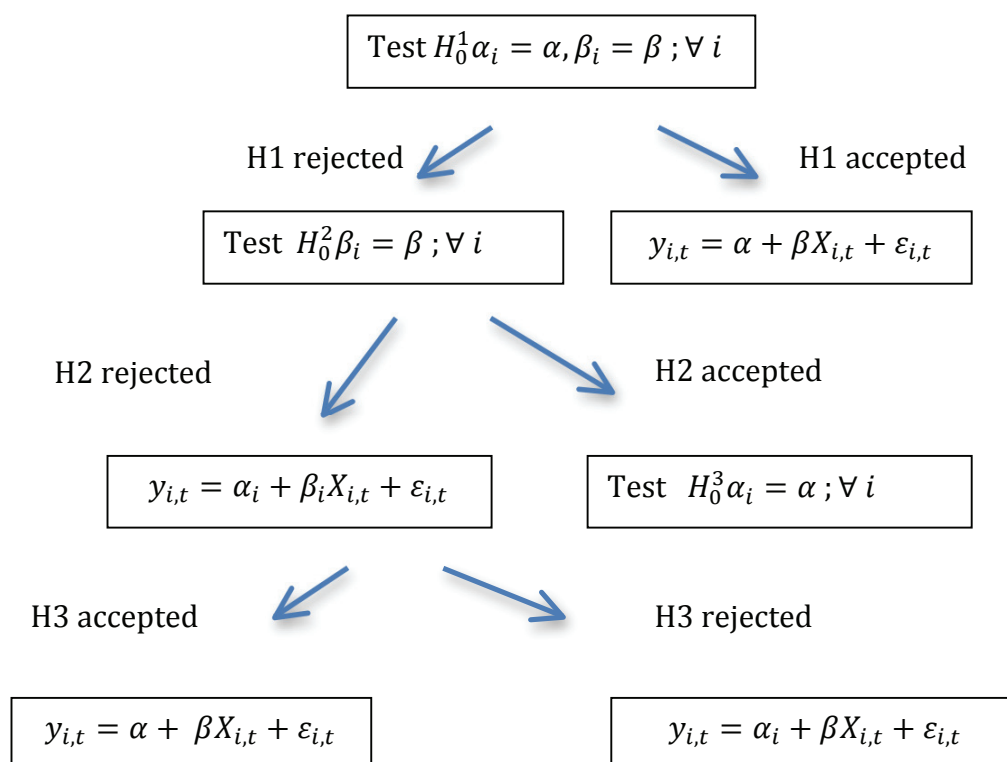 Test $H_0^1 \alpha_i = \alpha, \beta_i = \beta ; \forall\, i$
H1 rejected
H1 accepted
Test $H_0^2 \beta_i = \beta ; \forall\, i$
$y_{i,t} = \alpha + \beta X_{i,t} + \varepsilon_{i,t}$
H2 rejected
H2 accepted
$y_{i,t} = \alpha_i + \beta_i X_{i,t} + \varepsilon_{i,t}$
Test $H_0^3 \alpha_i = \alpha ; \forall\, i$
H3 accepted
H3 rejected
$y_{i,t} = \alpha + \beta X_{i,t} + \varepsilon_{i,t}$
$y_{i,t} = \alpha_i + \beta X_{i,t} + \varepsilon_{i,t}$